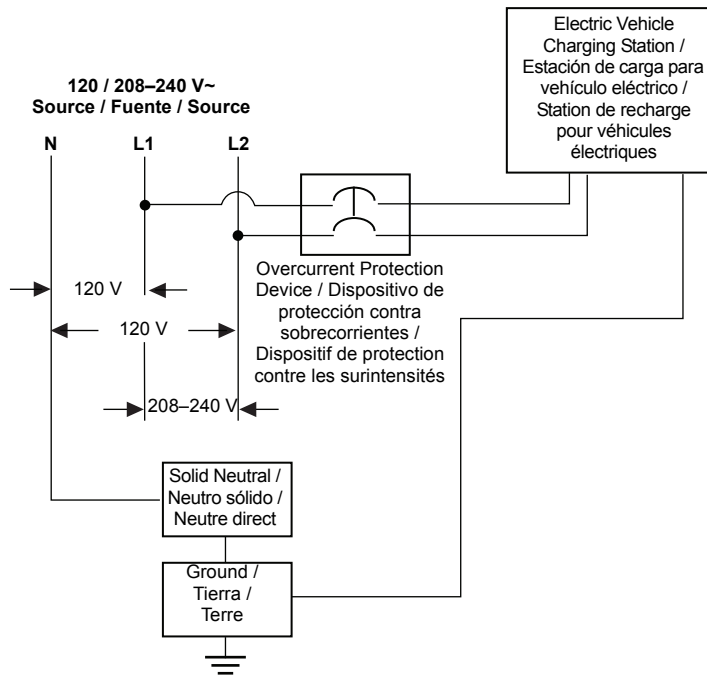 120 / 208–240 V~
Source / Fuente / Source
N L1 L2
Electric Vehicle
Charging Station /
Estación de carga para
vehículo eléctrico /
Station de recharge
pour véhicules
électriques
Overcurrent Protection
Device / Dispositivo de
protección contra
sobrecorrientes /
Dispositif de protection
contre les surintensités
120 V
120 V
208–240 V
Solid Neutral /
Neutro sólido /
Neutre direct
Ground /
Tierra /
Terre